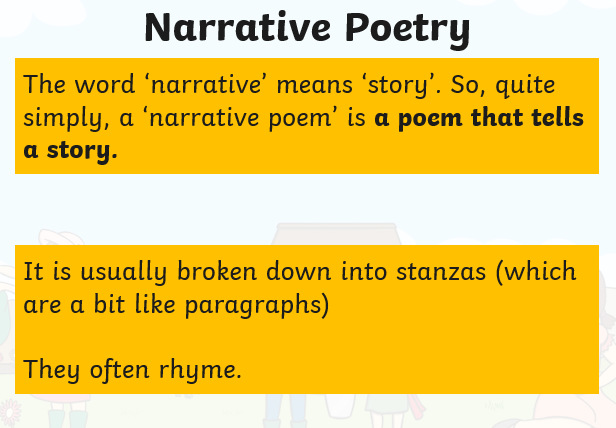 Narrative Poetry
The word ‘narrative’ means ‘story’. So, quite
simply, a ‘narrative poem’ is a poem that tells
a story.
It is usually broken down into stanzas (which
are a bit like paragraphs)
They often rhyme.